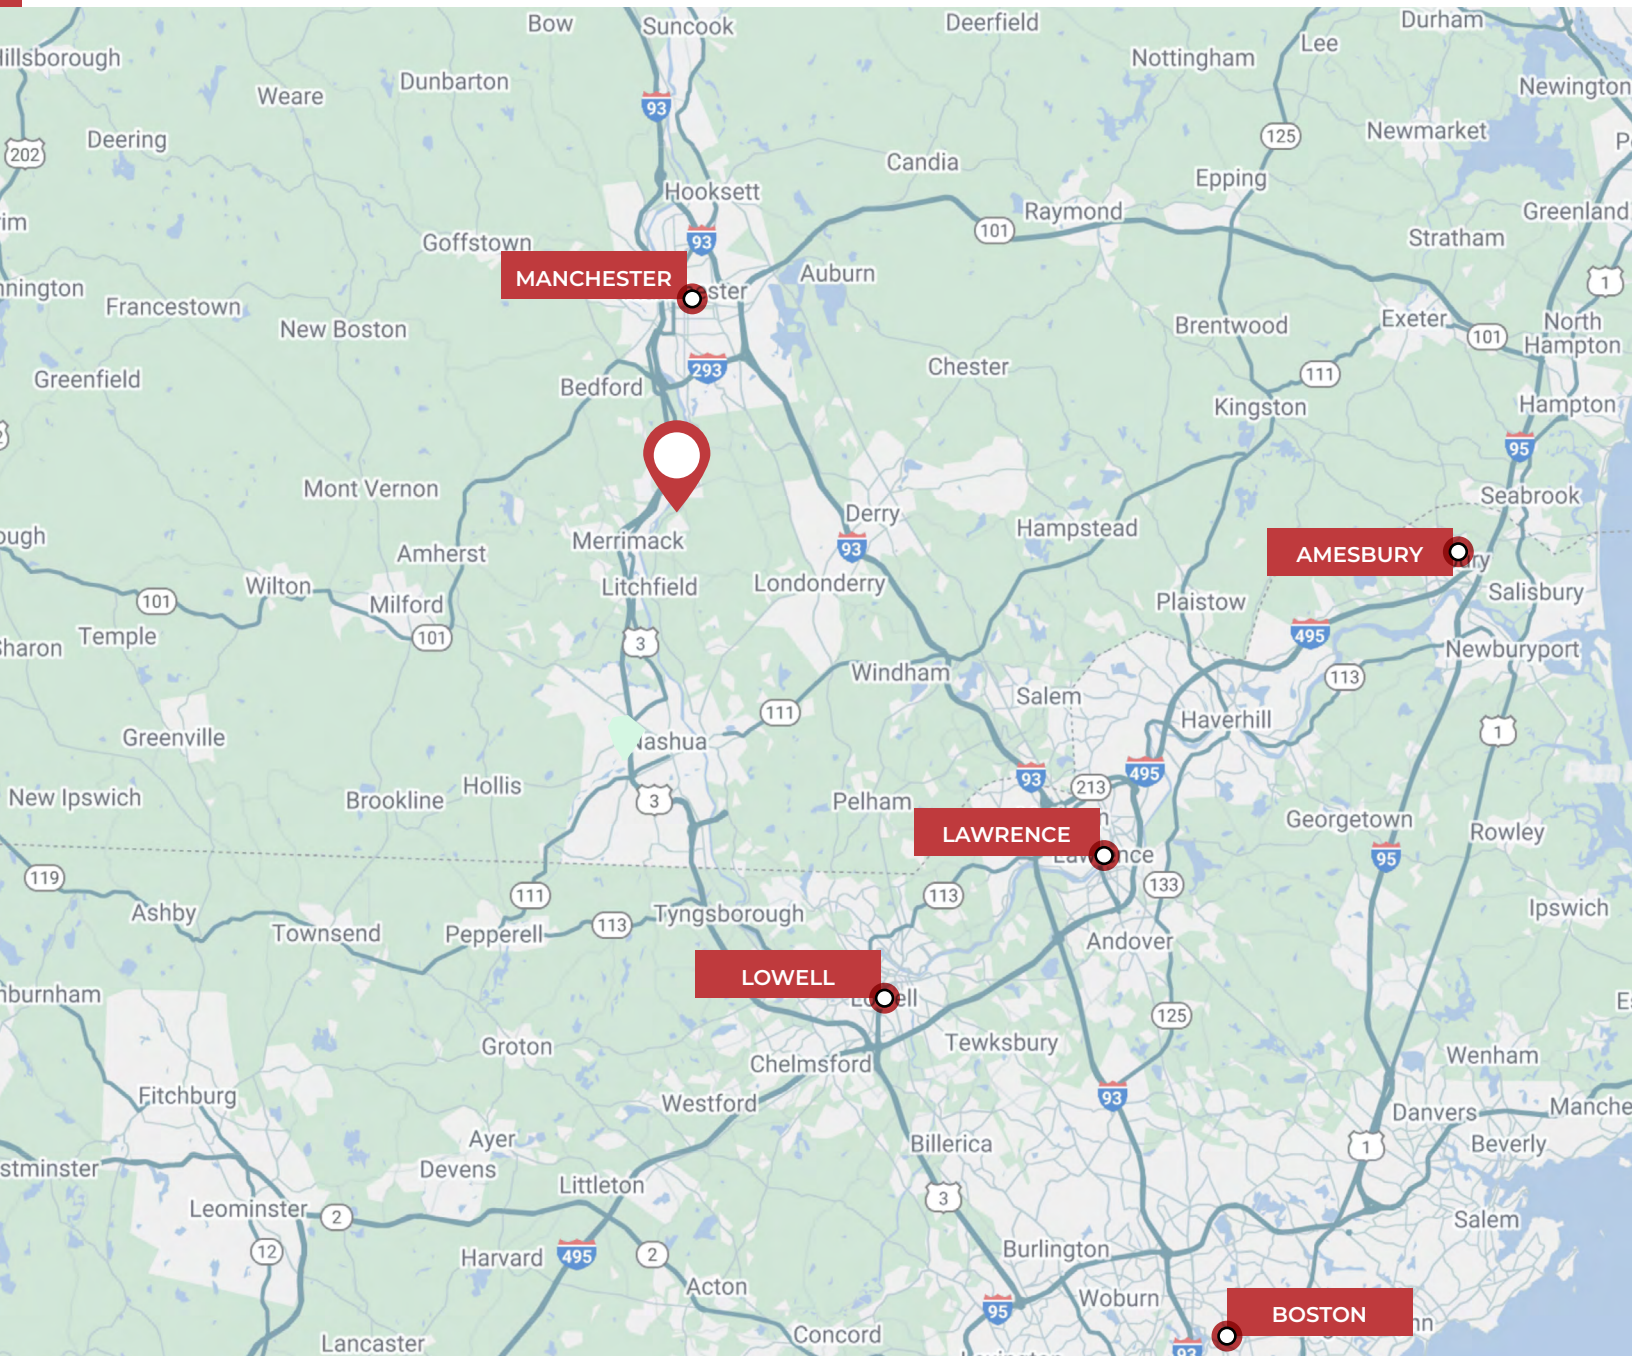 Bow
Suncook
Deerfield
Durham
Lee
Nottingham
illsborough
Dunbarton
Newington
Weare
93
125
Newmarket
Deering
202
Candia
Epping
Hooksett
Raymond
Greenland
101
Stratham
Goffstown
93
Auburn
MANCHESTER
ester
nnington
Francestown
New Boston
1
Brentwood
Exeter
101
North
Hampton
293
Chester
111
Greenfield
Bedford
Kingston
Hampton
95
Mont Vernon
Seabrook
Derry
Hampstead
ough
Merrimack
93
AMESBURY
Amherst
Wilton
Litchfield
Londonderry
Salisbury
101
Milford
Plaistow
Temple
101
3
495
Sharon
Newburyport
Windham
113
Salem
111
Haverhill
1
Greenville
Nashua
93
495
213
Hollis
New Ipswich
Brookline
3
Pelham
LAWRENCE
Georgetown
Rowley
95
119
111
113
133
Ashby
Tyngsborough
Ipswich
113
Townsend
Pepperell
Andover
LOWELL
nburnham
125
Groton
Tewksbury
Chelmsford
Wenham
Fitchburg
Westford
93
Danvers
Manche
Ayer
Billerica
1
Beverly
stminster
Devens
Littleton
3
Leominster
2
Salem
12
Harvard
495
2
Burlington
Acton
95
Woburn
BOSTON
Concord
Lancaster
93